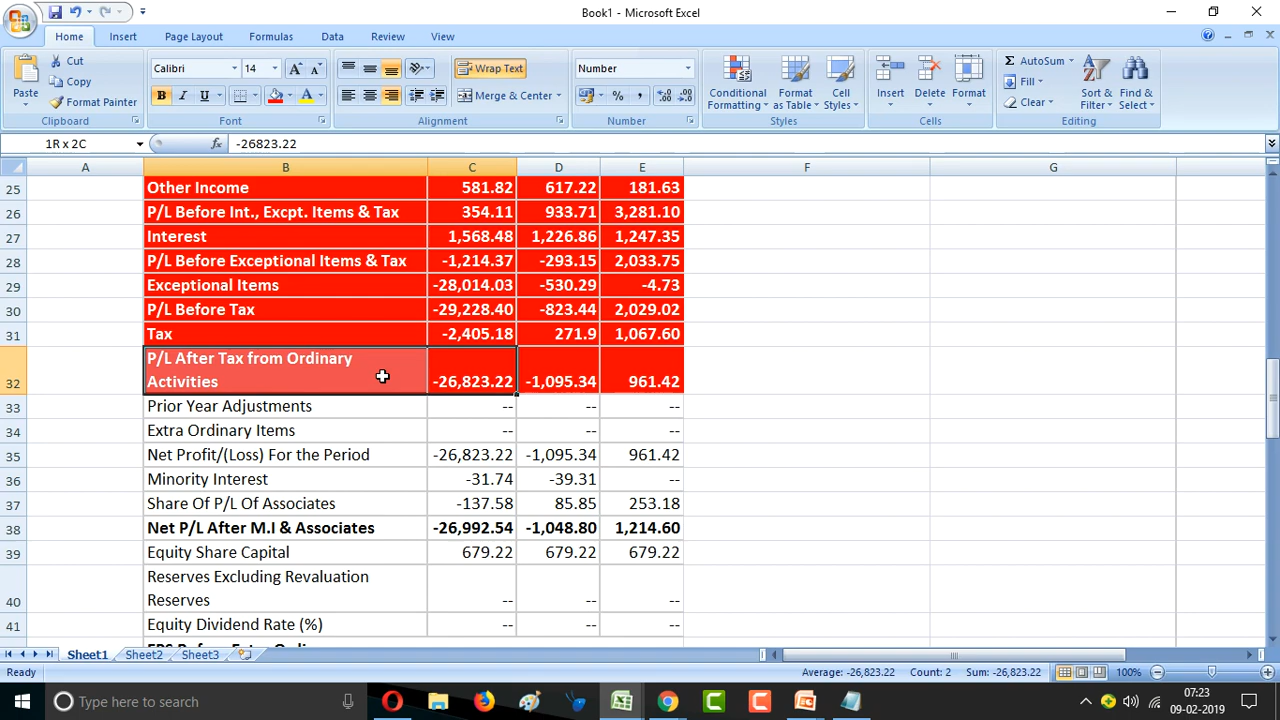 Book1 - Microsoft Excel
Home Insert Page Layout Formulas Data Review View
Paste
Cut
Copy
Format Painter
Clipboard
Calibri 14
B I U
Font
Wrap Text
Merge & Center
Alignment
Number
Number
Conditional Formatting
Format as Table
Cell Styles
Styles
Insert Delete Format
Cells
AutoSum
Fill
Clear
Sort & Filter
Find & Select
Editing
1R x 2C fx -26823.22
A B C D E F G
25 Other Income 581.82 617.22 181.63
26 P/L Before Int., Excpt. Items & Tax 354.11 933.71 3,281.10
27 Interest 1,568.48 1,226.86 1,247.35
28 P/L Before Exceptional Items & Tax -1,214.37 -293.15 2,033.75
29 Exceptional Items -28,014.03 -530.29 -4.73
30 P/L Before Tax -29,228.40 -823.44 2,029.02
31 Tax -2,405.18 271.9 1,067.60
P/L After Tax from Ordinary
32 Activities -26,823.22 -1,095.34 961.42
33 Prior Year Adjustments -- -- --
34 Extra Ordinary Items -- -- --
35 Net Profit/(Loss) For the Period -26,823.22 -1,095.34 961.42
36 Minority Interest -31.74 -39.31 --
37 Share Of P/L Of Associates -137.58 85.85 253.18
38 Net P/L After M.I & Associates -26,992.54 -1,048.80 1,214.60
39 Equity Share Capital 679.22 679.22 679.22
Reserves Excluding Revaluation
40 Reserves -- -- --
41 Equity Dividend Rate (%) -- -- --
Sheet1 Sheet2 Sheet3
Ready Average: -26,823.22 Count: 2 Sum: -26,823.22 100%
Type here to search
07:23
09-02-2019